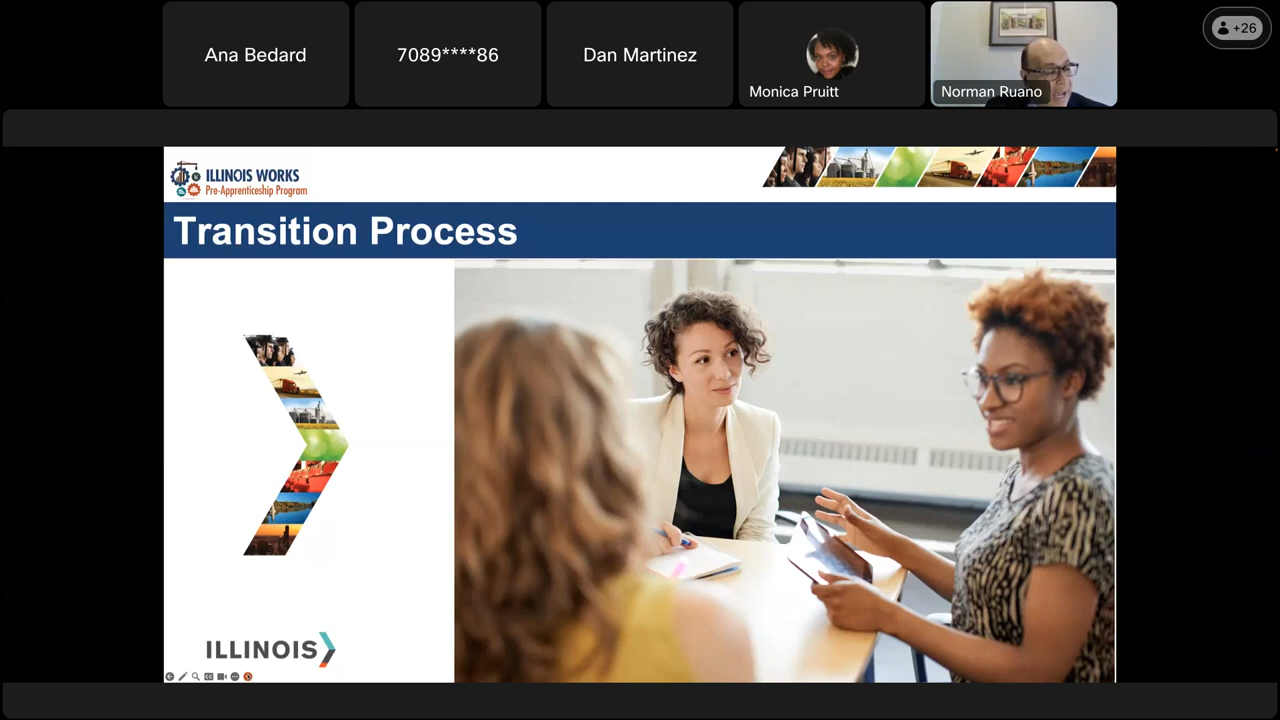 Ana Bedard
7089****86
Dan Martinez
Monica Pruitt
Norman Ruano
+26
ILLINOIS WORKS
Pre-Apprenticeship Program
Transition Process
ILLINOIS